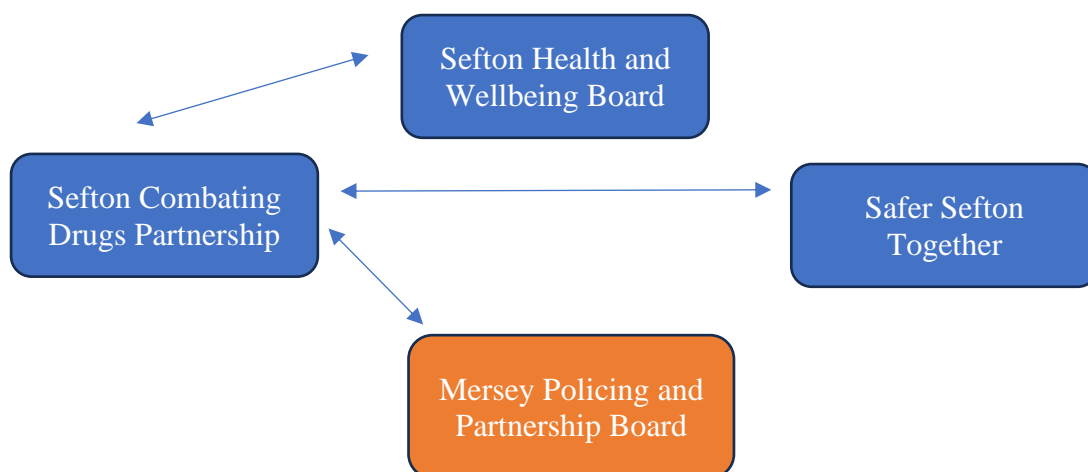 Sefton Health and
Wellbeing Board
Sefton Combating
Drugs Partnership
Safer Sefton
Together
Mersey Policing and
Partnership Board